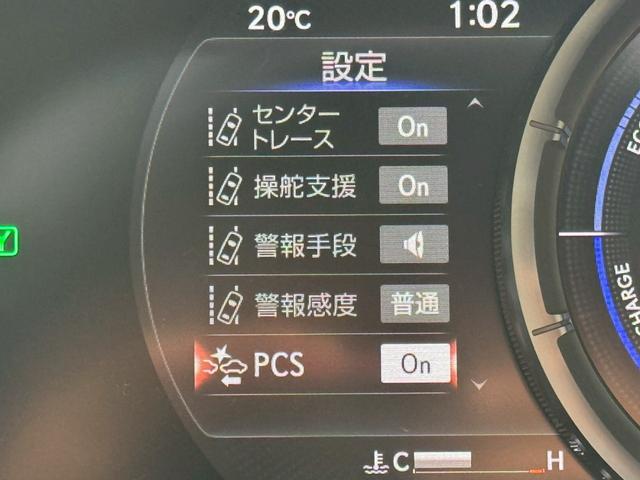 20℃ 1:02
設定
センター
トレース On
操舵支援 On
警報手段
警報感度 普通
PCS On
C H
CHARGE